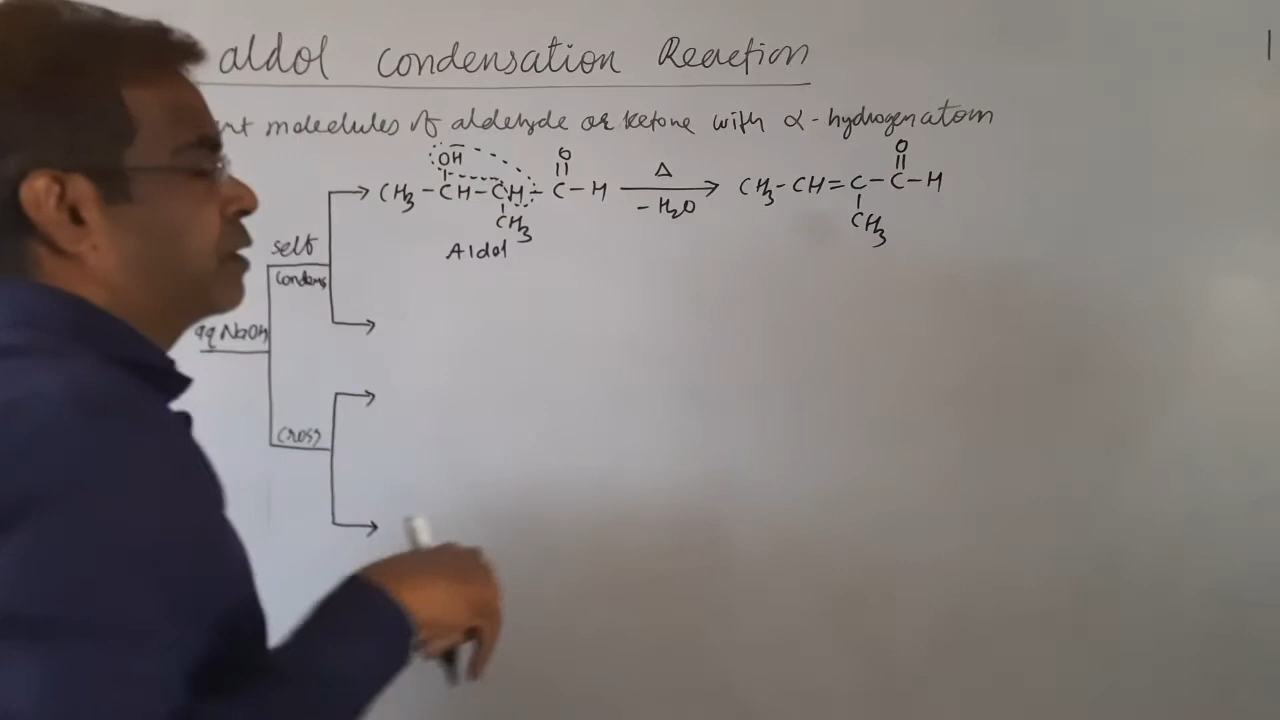 aldol condensation Reaction
molecules of aldehyde or ketone with α-hydrogen atom
OH O
CH3 - CH - CH - C - H Δ - H2O CH3 - CH = C - C - H
O
CH3 CH3
Aldol
self
Condens
aq NaOH
cross